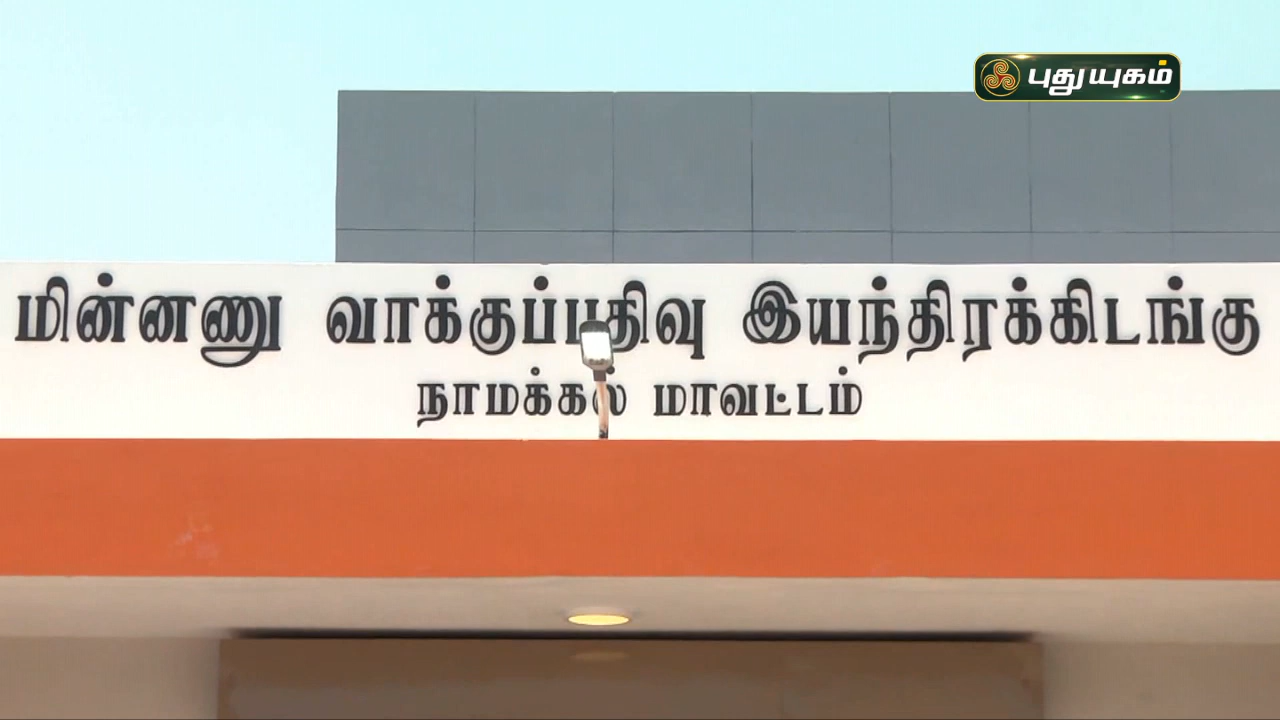 புதுயுகம்
மின்னணு வாக்குப்பதிவு இயந்திரக்கிடங்கு
நாமக்கல் மாவட்டம்